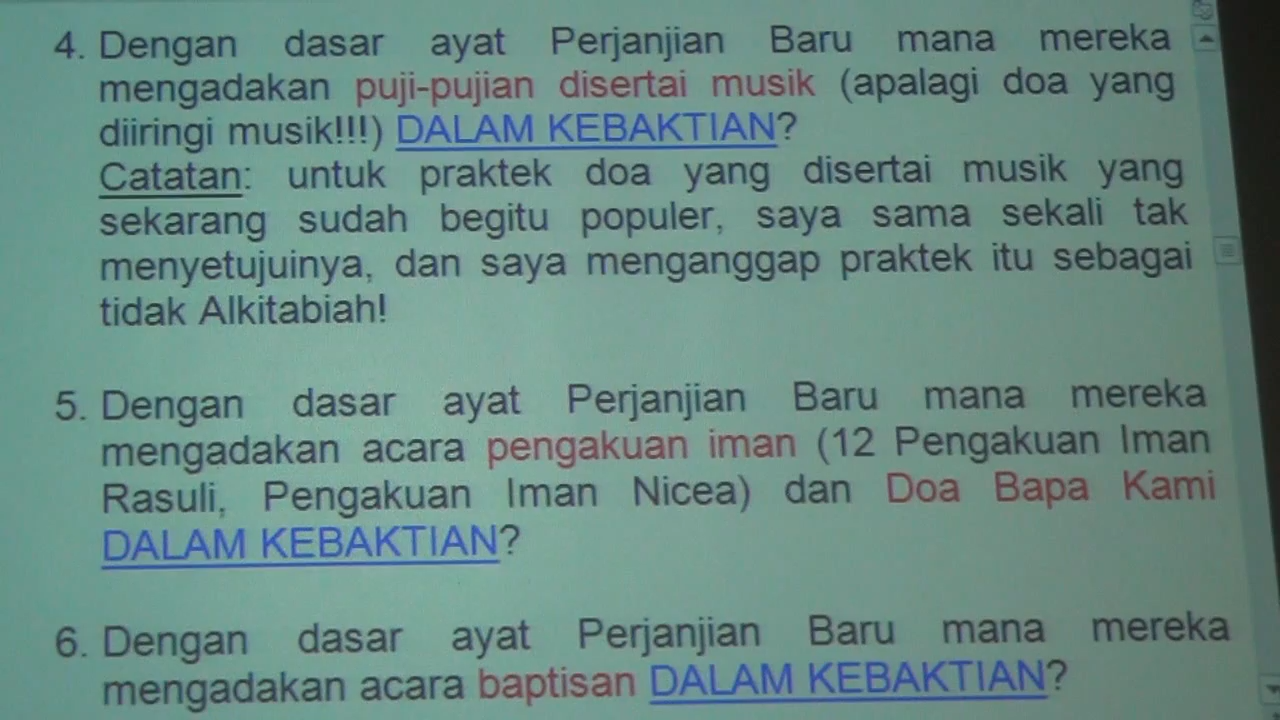 4. Dengan dasar ayat Perjanjian Baru mana mereka
mengadakan puji-pujian disertai musik (apalagi doa yang
diiringi musik!!!) DALAM KEBAKTIAN?
Catatan: untuk praktek doa yang disertai musik yang
sekarang sudah begitu populer, saya sama sekali tak
menyetujuinya, dan saya menganggap praktek itu sebagai
tidak Alkitabiah!
5. Dengan dasar ayat Perjanjian Baru mana mereka
mengadakan acara pengakuan iman (12 Pengakuan Iman
Rasuli, Pengakuan Iman Nicea) dan Doa Bapa Kami
DALAM KEBAKTIAN?
6. Dengan dasar ayat Perjanjian Baru mana mereka
mengadakan acara baptisan DALAM KEBAKTIAN?